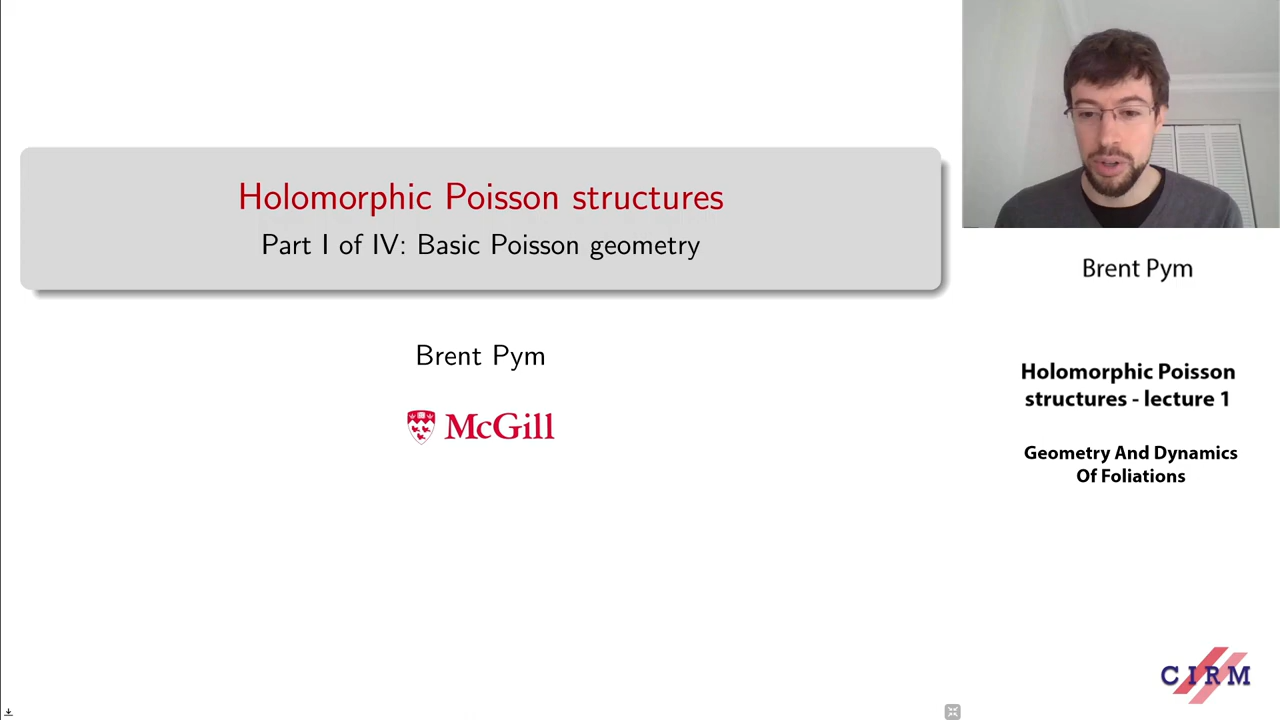 Holomorphic Poisson structures
Part I of IV: Basic Poisson geometry
Brent Pym
McGill
Brent Pym
Holomorphic Poisson
structures - lecture 1
Geometry And Dynamics
Of Foliations
CIRM